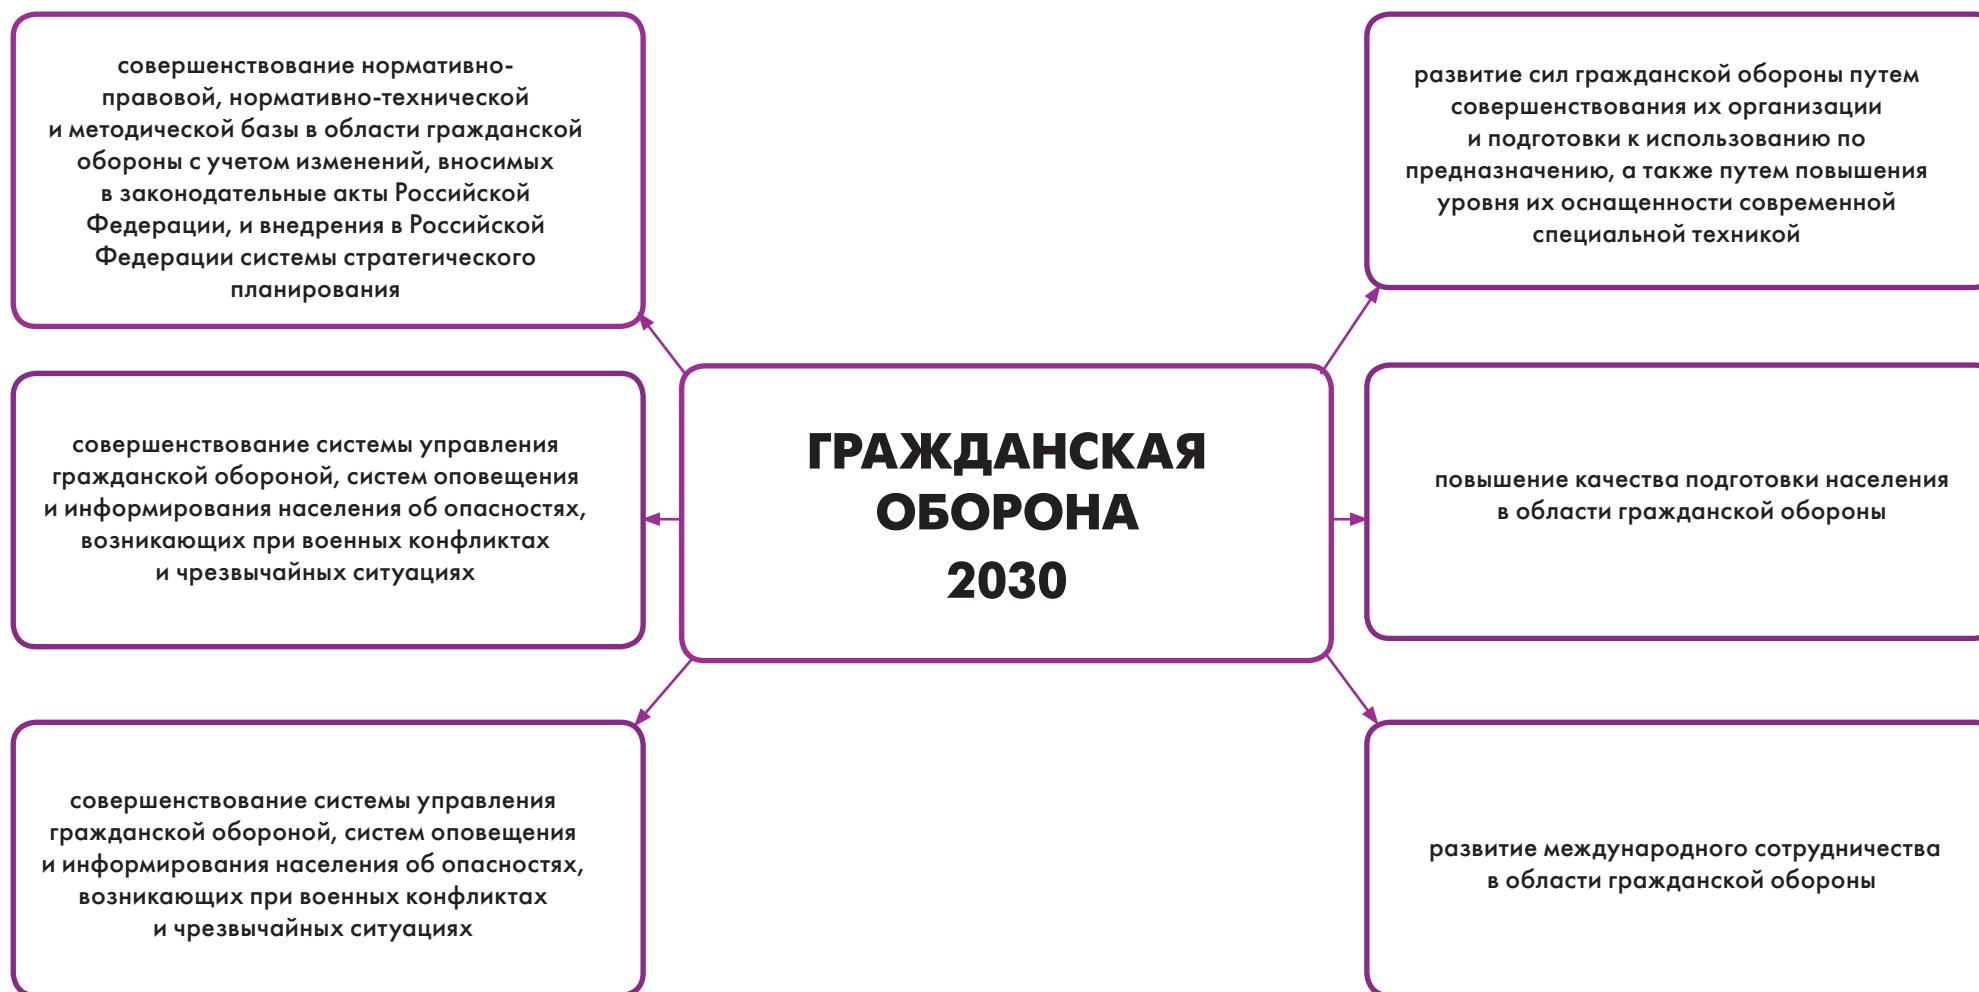 совершенствование нормативно-
правовой, нормативно-технической
и методической базы в области гражданской
обороны с учетом изменений, вносимых
в законодательные акты Российской
Федерации, и внедрения в Российской
Федерации системы стратегического
планирования
совершенствование системы управления
гражданской обороной, систем оповещения
и информирования населения об опасностях,
возникающих при военных конфликтах
и чрезвычайных ситуациях
совершенствование системы управления
гражданской обороной, систем оповещения
и информирования населения об опасностях,
возникающих при военных конфликтах
и чрезвычайных ситуациях
ГРАЖДАНСКАЯ
ОБОРОНА
2030
развитие сил гражданской обороны путем
совершенствования их организации
и подготовки к использованию по
предназначению, а также путем повышения
уровня их оснащенности современной
специальной техникой
повышение качества подготовки населения
в области гражданской обороны
развитие международного сотрудничества
в области гражданской обороны